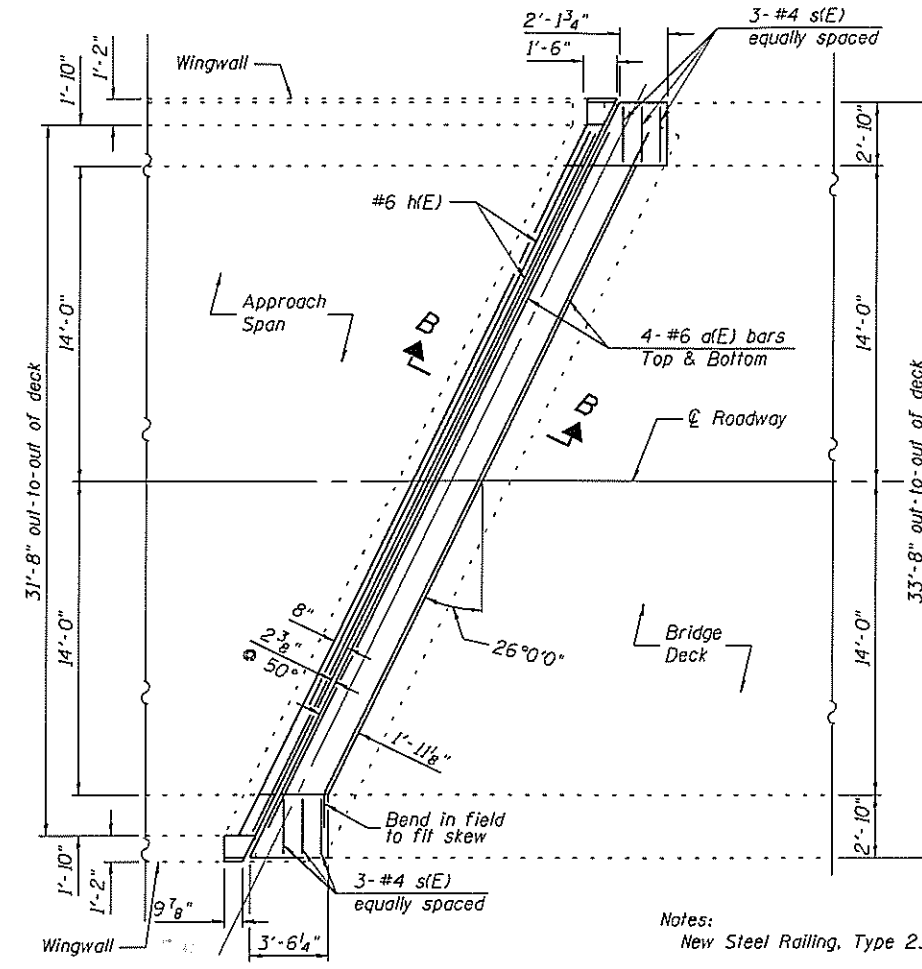 2'-1¾"
1'-6"
3- #4 s(E)
equally spaced
Wingwall
1'-2"
1'-10"
2'-10"
#6 h(E)
Approach
Span
B
4- #6 a(E) bars
Top & Bottom
14'-0"
14'-0"
B
℄ Roadway
31'-8" out-to-out of deck
33'-8" out-to-out of deck
8"
2⅜"
@ 50°
26°0'0"
Bridge
Deck
14'-0"
14'-0"
1'-11⅛"
Bend in field
to fit skew
2'-10"
1'-10"
1'-2"
9⅞"
3- #4 s(E)
equally spaced
3'-6¼"
Wingwall
Notes:
New Steel Railing, Type 2.